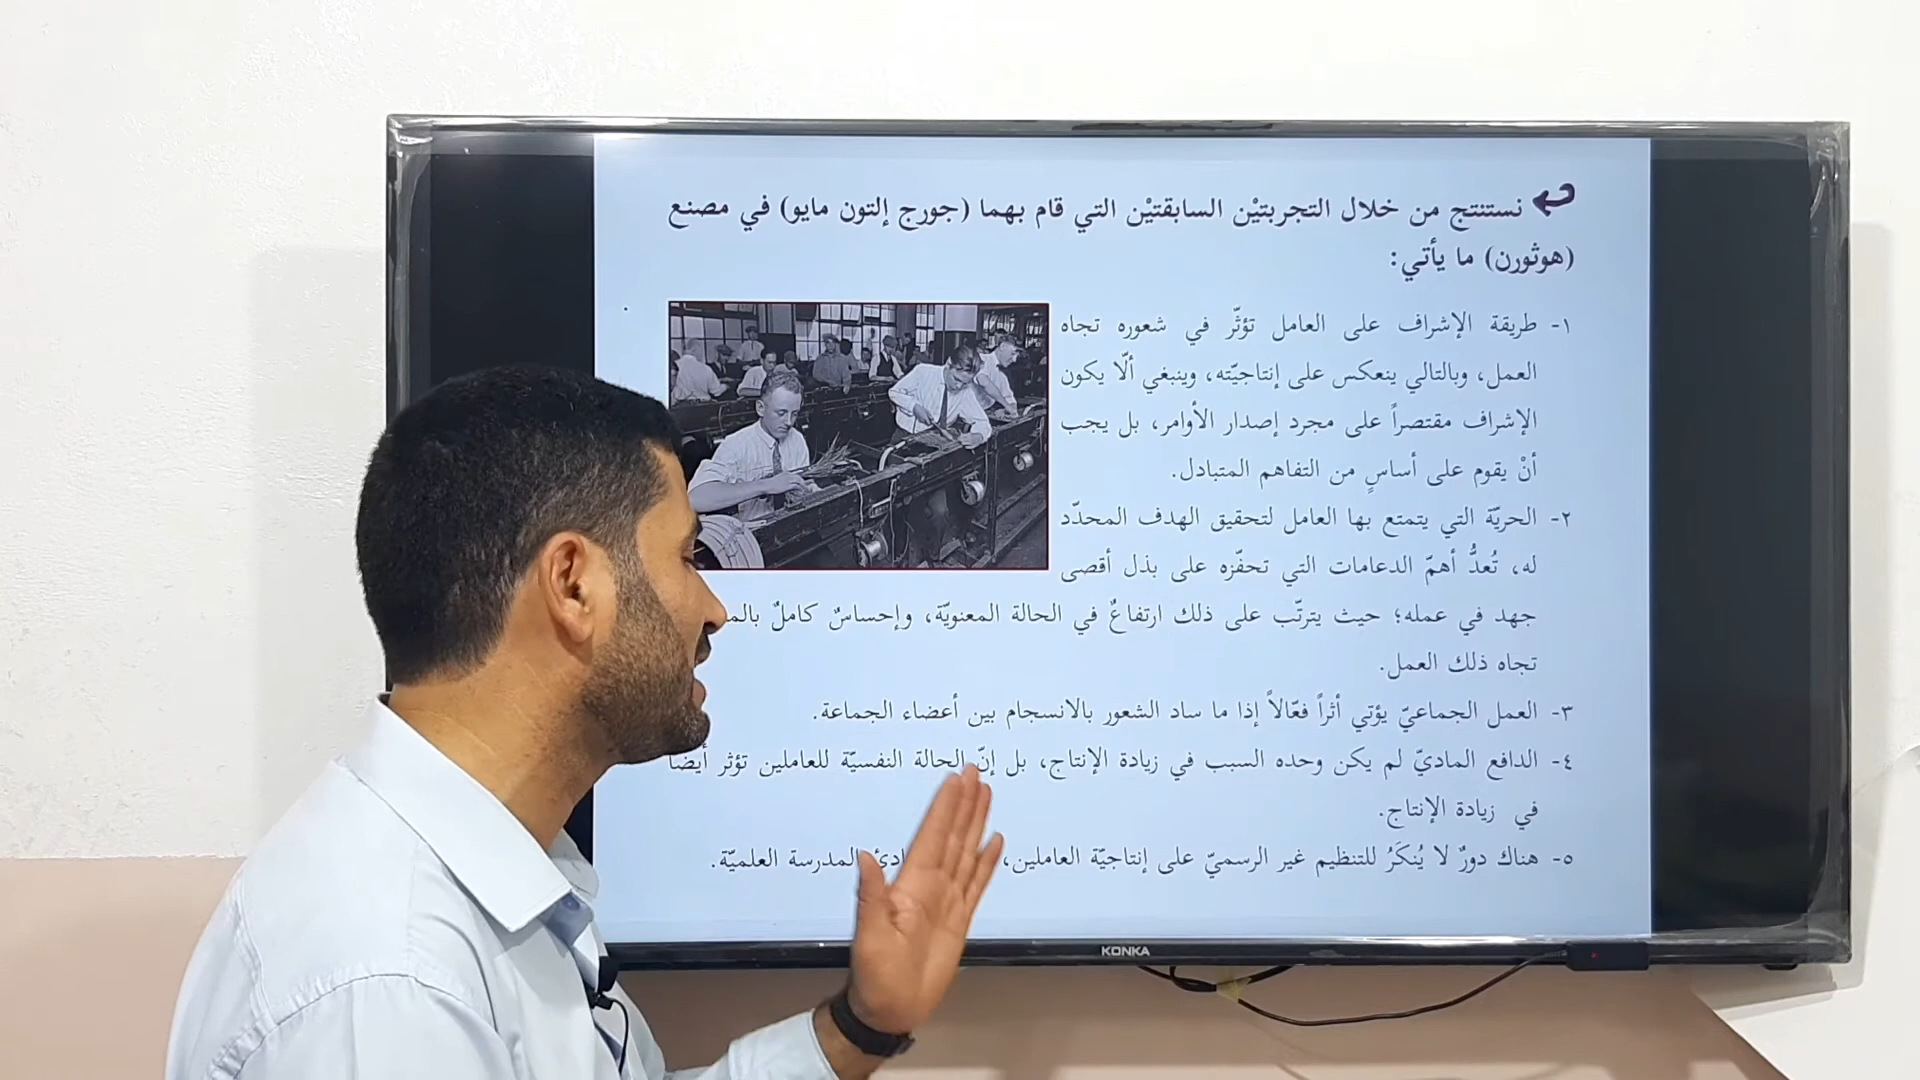 نستنتج من خلال التجربتيْن السابقتيْن التي قام بهما (جورج إلتون مايو) في مصنع
(هوثورن) ما يأتي:
١- طريقة الإشراف على العامل تؤثّر في شعوره تجاه
العمل، وبالتالي ينعكس على إنتاجيّته، وينبغي ألّا يكون
الإشراف مقتصراً على مجرد إصدار الأوامر، بل يجب
أنْ يقوم على أساسٍ من التفاهم المتبادل.
٢- الحريّة التي يتمتع بها العامل لتحقيق الهدف المحدّد
له، تُعدُّ أهمّ الدعامات التي تحفّزه على بذل أقصى
جهد في عمله؛ حيث يترتّب على ذلك ارتفاعٌ في الحالة المعنويّة، وإحساسٌ كاملٌ
تجاه ذلك العمل.
٣- العمل الجماعيّ يؤتي أثراً فعّالاً إذا ما ساد الشعور بالانسجام بين أعضاء الجماعة.
٤- الدافع الماديّ لم يكن وحده السبب في زيادة الإنتاج، بل إنّ الحالة النفسيّة للعاملين تؤثر أيضاً
في زيادة الإنتاج.
٥- هناك دورٌ لا يُنكَرُ للتنظيم غير الرسميّ على إنتاجيّة العاملين، المدرسة العلميّة.
KONKA